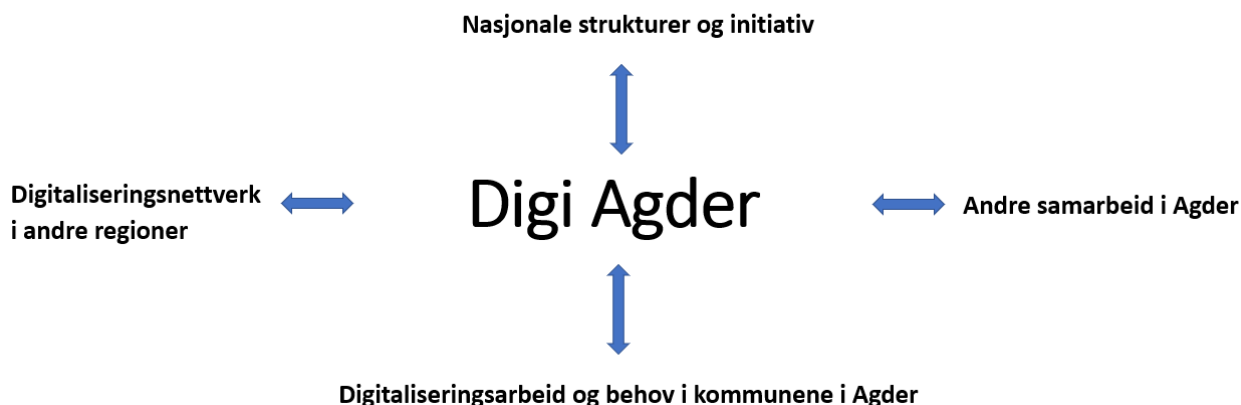 Nasjonale strukturer og initiativ
Digitaliseringsnettverk
i andre regioner
Digi Agder
Andre samarbeid i Agder
Digitaliseringsarbeid og behov i kommunene i Agder